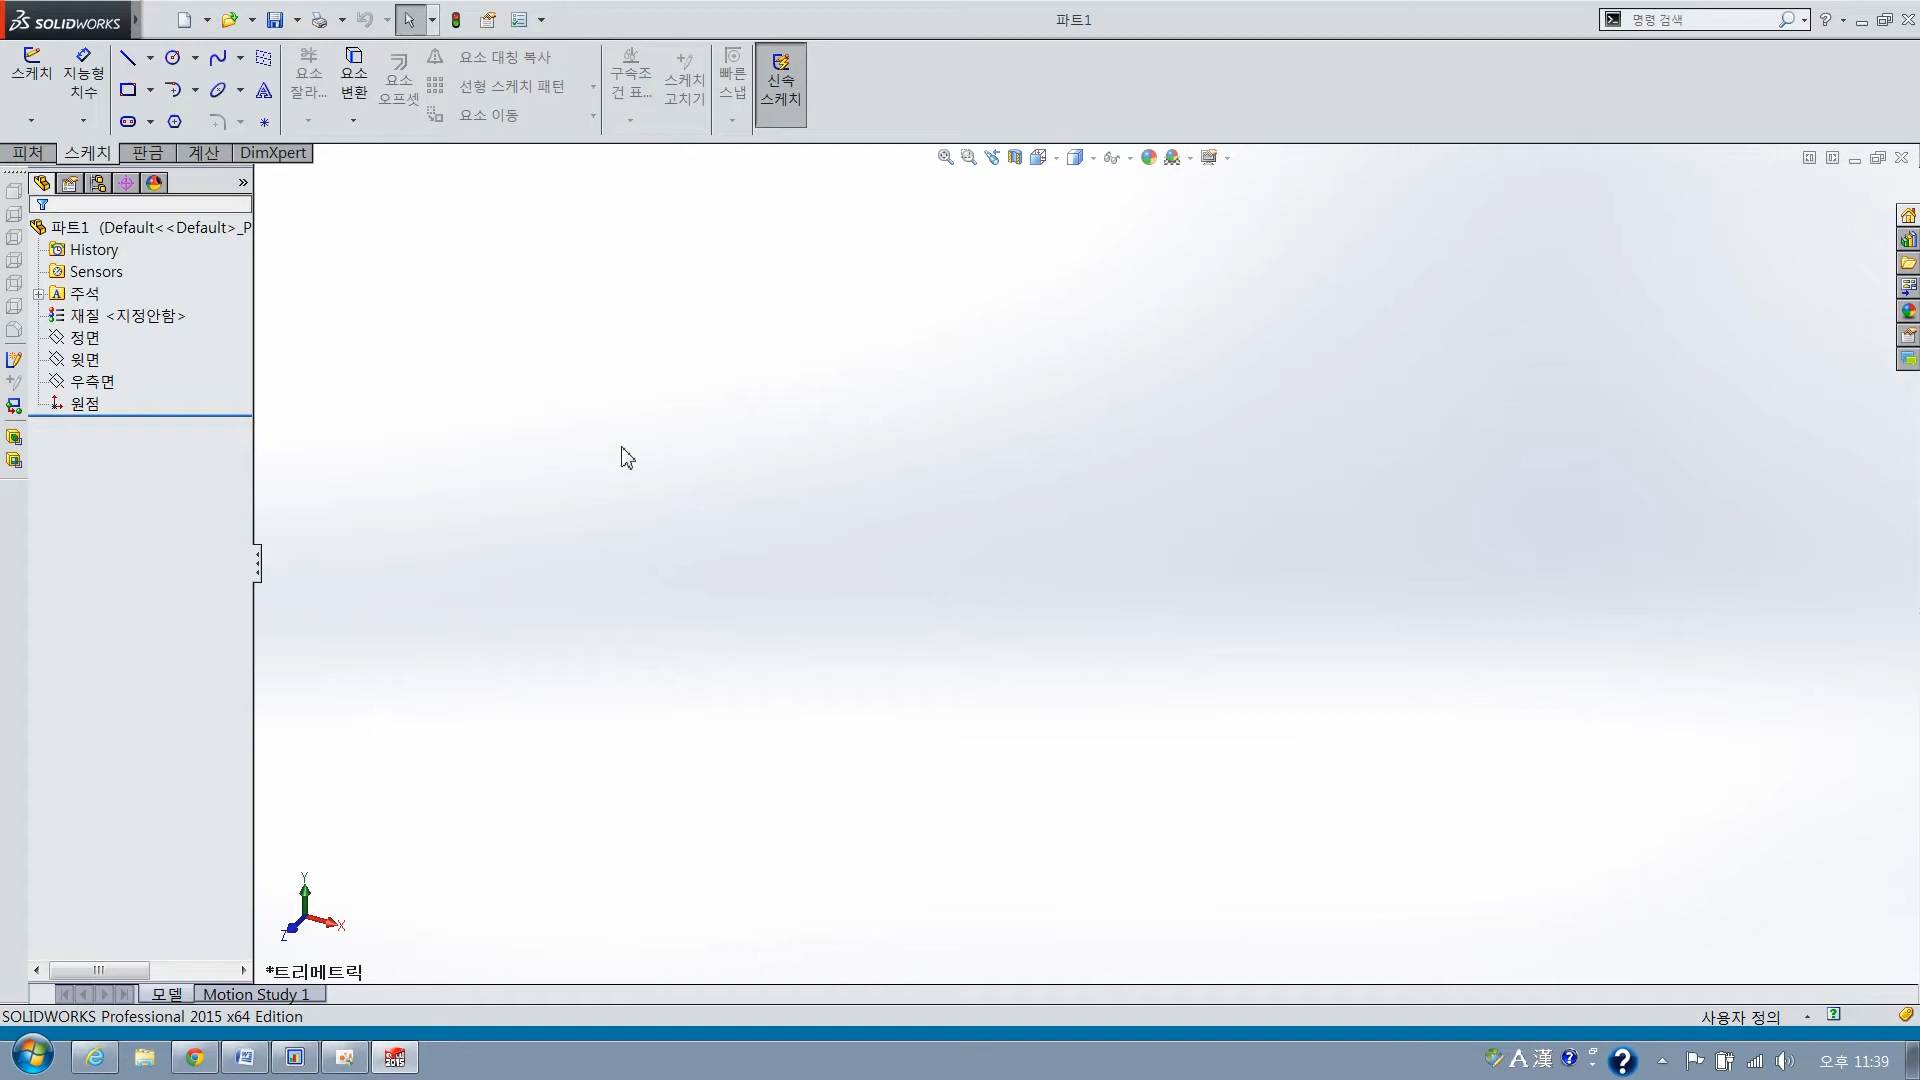 SOLIDWORKS
파트1
명령 검색
스케치
지능형
치수
요소
잘라...
요소
변환
요소
오프셋
요소 대칭 복사
선형 스케치 패턴
요소 이동
구속조
건 표...
스케치
고치기
빠른
스냅
신속
스케치
피처 스케치 판금 계산 DimXpert
파트1 (Default<<Default>_P
History
Sensors
주석
재질 <지정안함>
정면
윗면
우측면
원점
Y
X
Z
*트리메트릭
모델 Motion Study 1
SOLIDWORKS Professional 2015 x64 Edition
사용자 정의
A 漢
오후 11:39